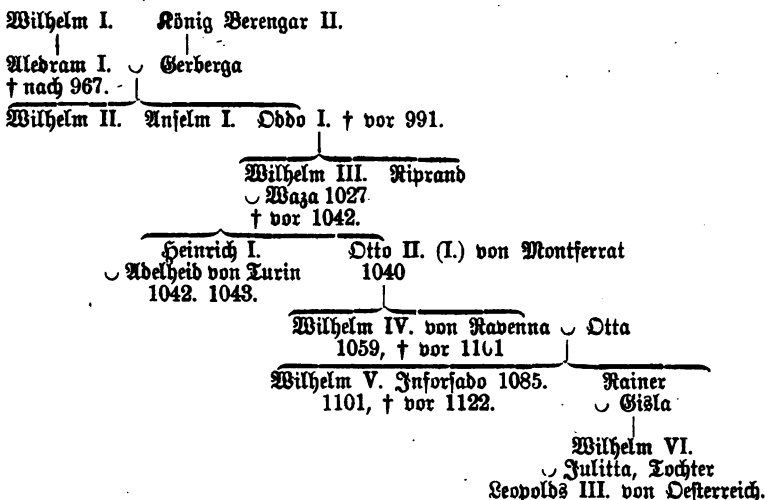 Wilhelm I. König Berengar II.
Aledram I. ◡ Gerberga
† nach 967.
Wilhelm II. Anselm I. Oddo I. † vor 991.
Wilhelm III. Riprand
◡ Waza 1027
† vor 1042.
Heinrich I. Otto II. (I.) von Montferrat
◡ Adelheid von Turin 1040
1042. 1043.
Wilhelm IV. von Ravenna ◡ Otta
1059, † vor 1101
Wilhelm V. Inforsado 1085. Rainer
1101, † vor 1122. ◡ Gisla
Wilhelm VI.
◡ Julitta, Tochter
Leopolds III. von Oesterreich.